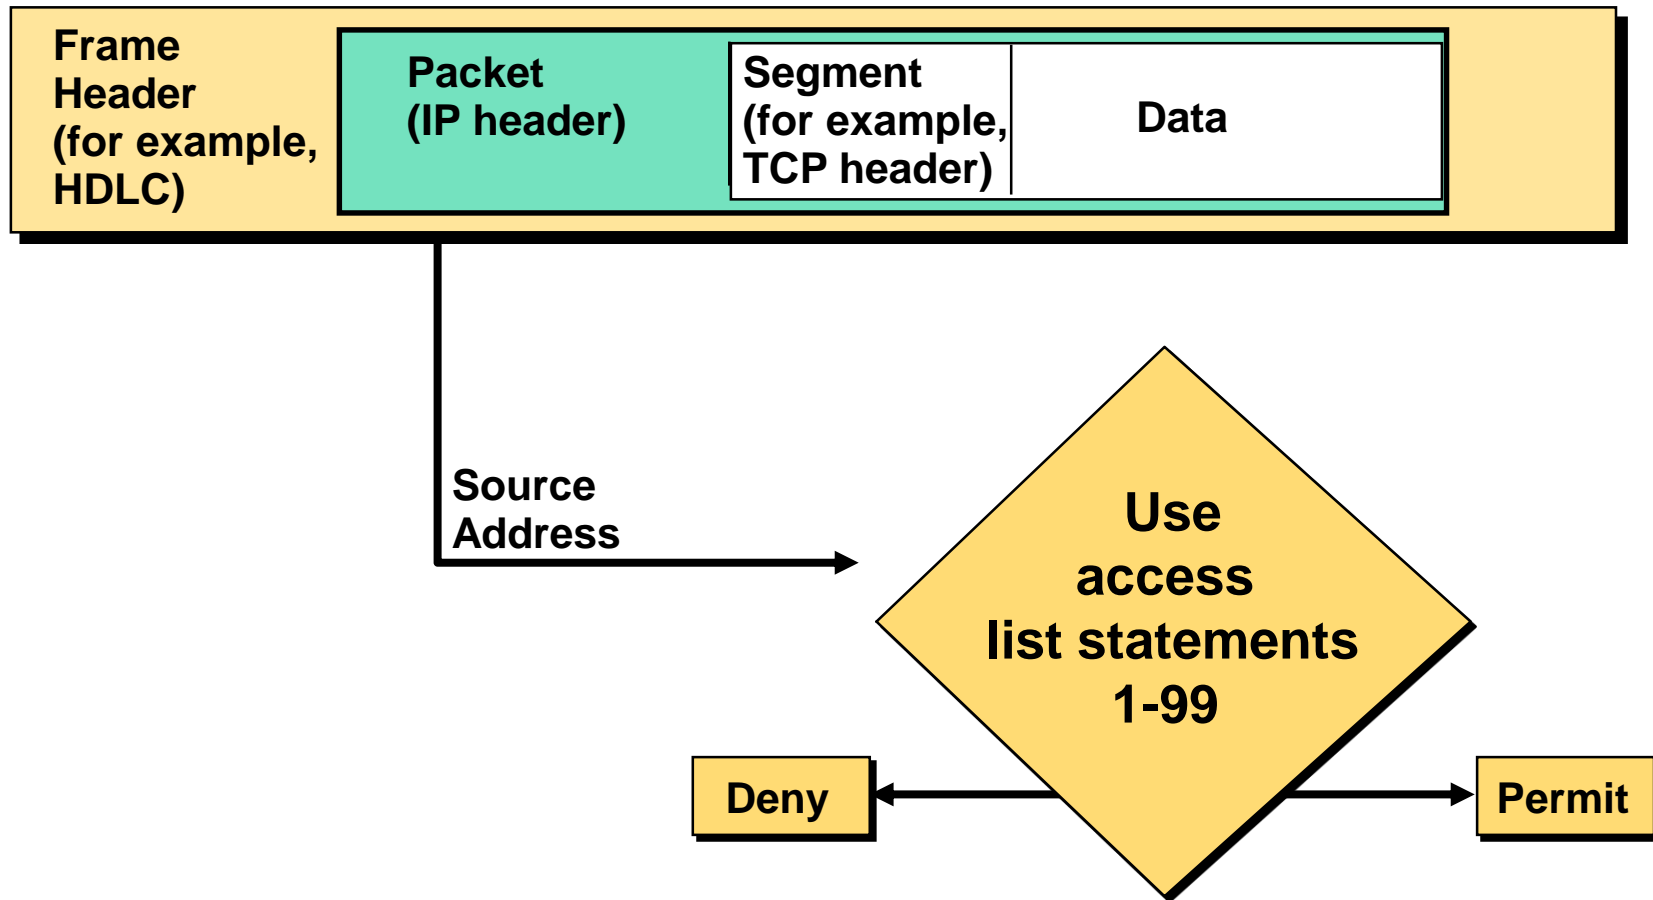 Frame
Header
(for example,
HDLC)
Packet
(IP header)
Segment
(for example,
TCP header)
Data
Source
Address
Use
access
list statements
1-99
Deny
Permit